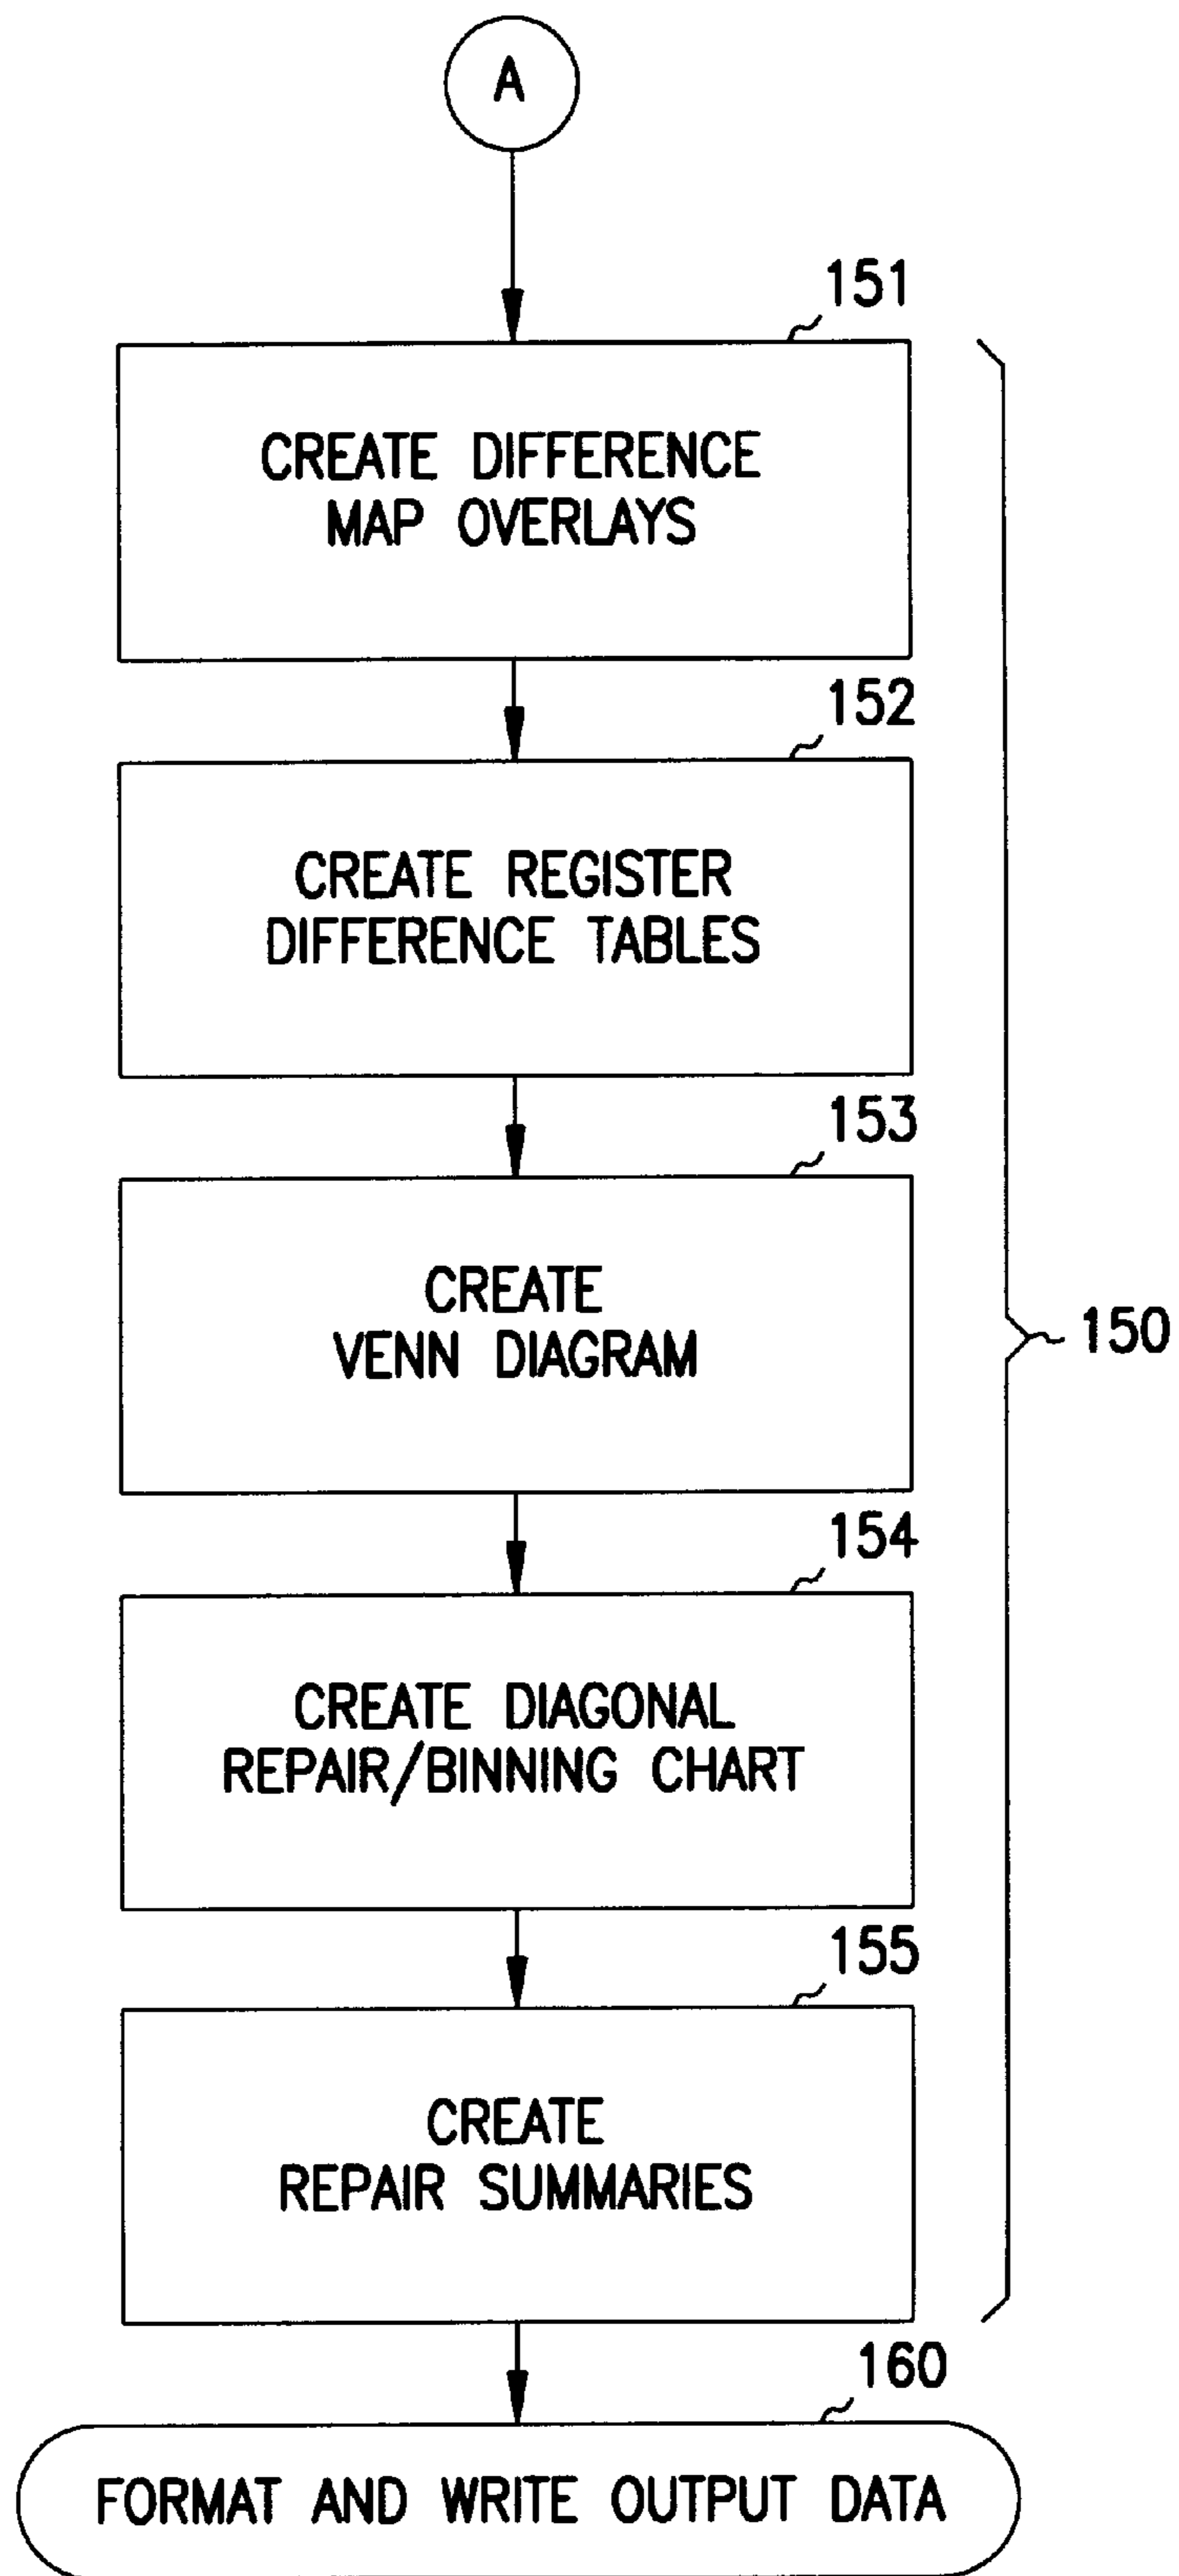 A
151
CREATE DIFFERENCE
MAP OVERLAYS
152
CREATE REGISTER
DIFFERENCE TABLES
153
CREATE
VENN DIAGRAM
150
154
CREATE DIAGONAL
REPAIR/BINNING CHART
155
CREATE
REPAIR SUMMARIES
160
FORMAT AND WRITE OUTPUT DATA